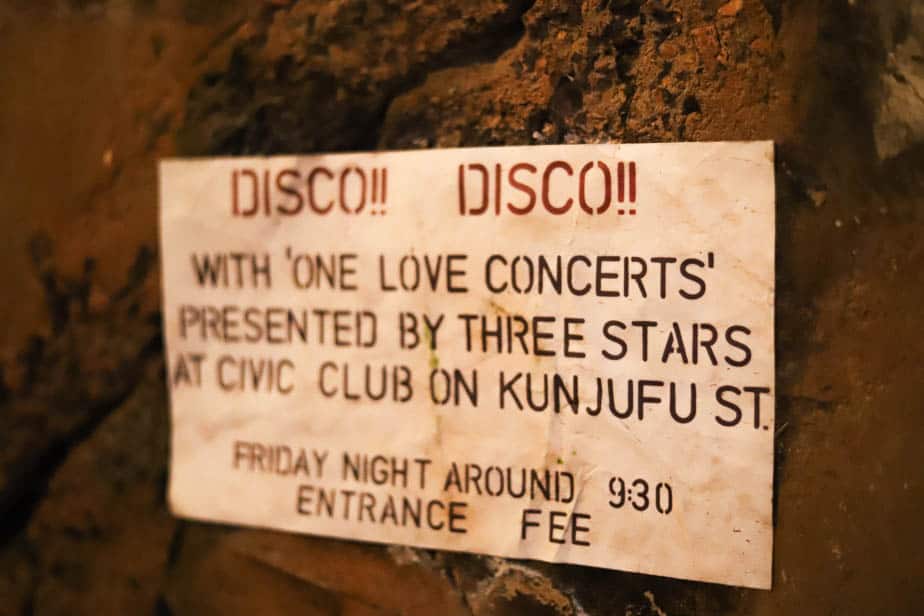 DISCO!! DISCO!!
WITH 'ONE LOVE CONCERTS'
PRESENTED BY THREE STARS
AT CIVIC CLUB ON KUNJUFU ST.
FRIDAY NIGHT AROUND 9:30
ENTRANCE FEE